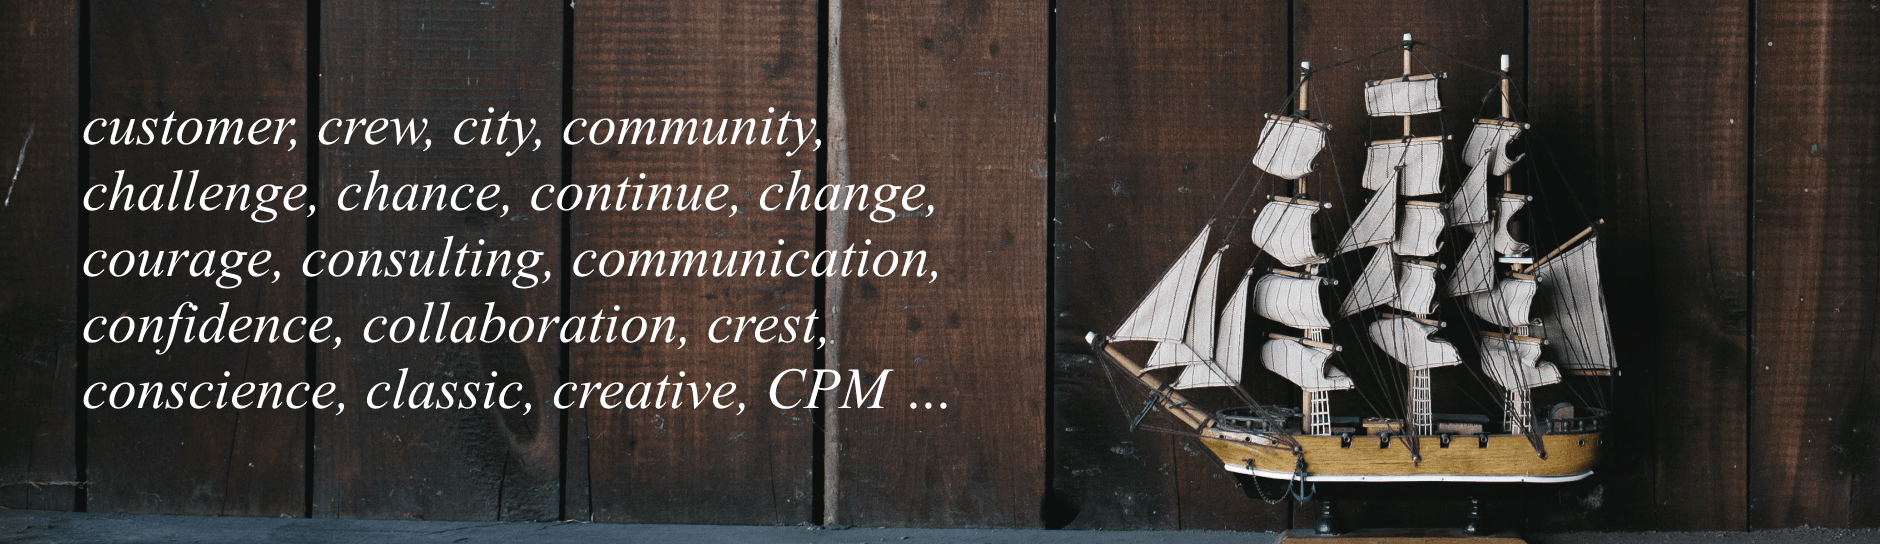 customer, crew, city, community,
challenge, chance, continue, change,
courage, consulting, communication,
confidence, collaboration, crest,
conscience, classic, creative, CPM ...